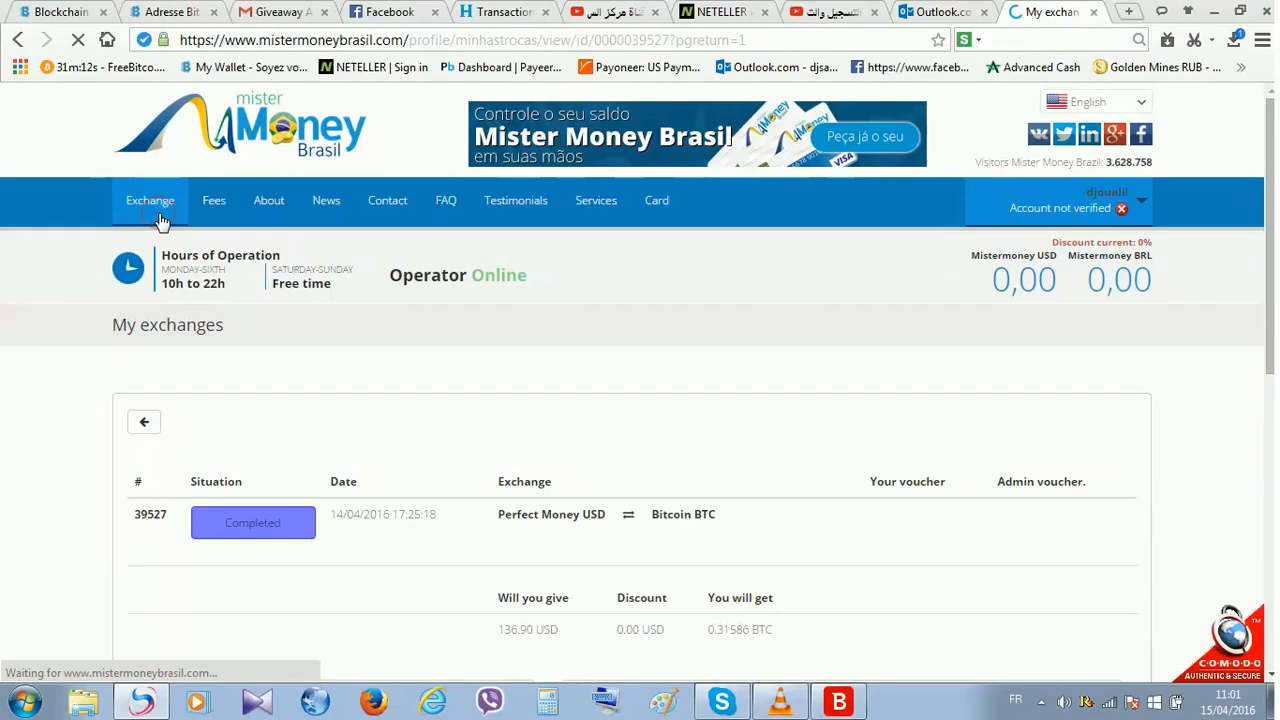 Blockchain
Adresse Bit
Giveaway A
Facebook
Transaction
قناة مركز الس
NETELLER
التسجيل والت
Outlook.co
My exchan
https://www.mistermoneybrasil.com/profile/minhastrocas/view/id/0000039527?pgreturn=1
S
31m:12s - FreeBitco...
My Wallet - Soyez vo...
NETELLER | Sign in
Dashboard | Payeer...
Payoneer: US Paym...
Outlook.com - djsa...
https://www.faceb...
Advanced Cash
Golden Mines RUB - ...
mister
Money
Brasil
Controle o seu saldo
Mister Money Brasil
em suas mãos
Peça já o seu
VISA
English
Visitors Mister Money Brazil: 3.628.758
Exchange
Fees
About
News
Contact
FAQ
Testimonials
Services
Card
djoualil
Account not verified
Hours of Operation
MONDAY-SIXTH
10h to 22h
SATURDAY-SUNDAY
Free time
Operator Online
Discount current: 0%
Mistermoney USD
0,00
Mistermoney BRL
0,00
My exchanges
# Situation Date Exchange Your voucher Admin voucher.
39527 Completed 14/04/2016 17:25:18 Perfect Money USD Bitcoin BTC
Will you give Discount You will get
136.90 USD 0.00 USD 0.31586 BTC
Waiting for www.mistermoneybrasil.com...
COMODO
AUTHENTIC & SECURE
TM
FR
11:01
15/04/2016